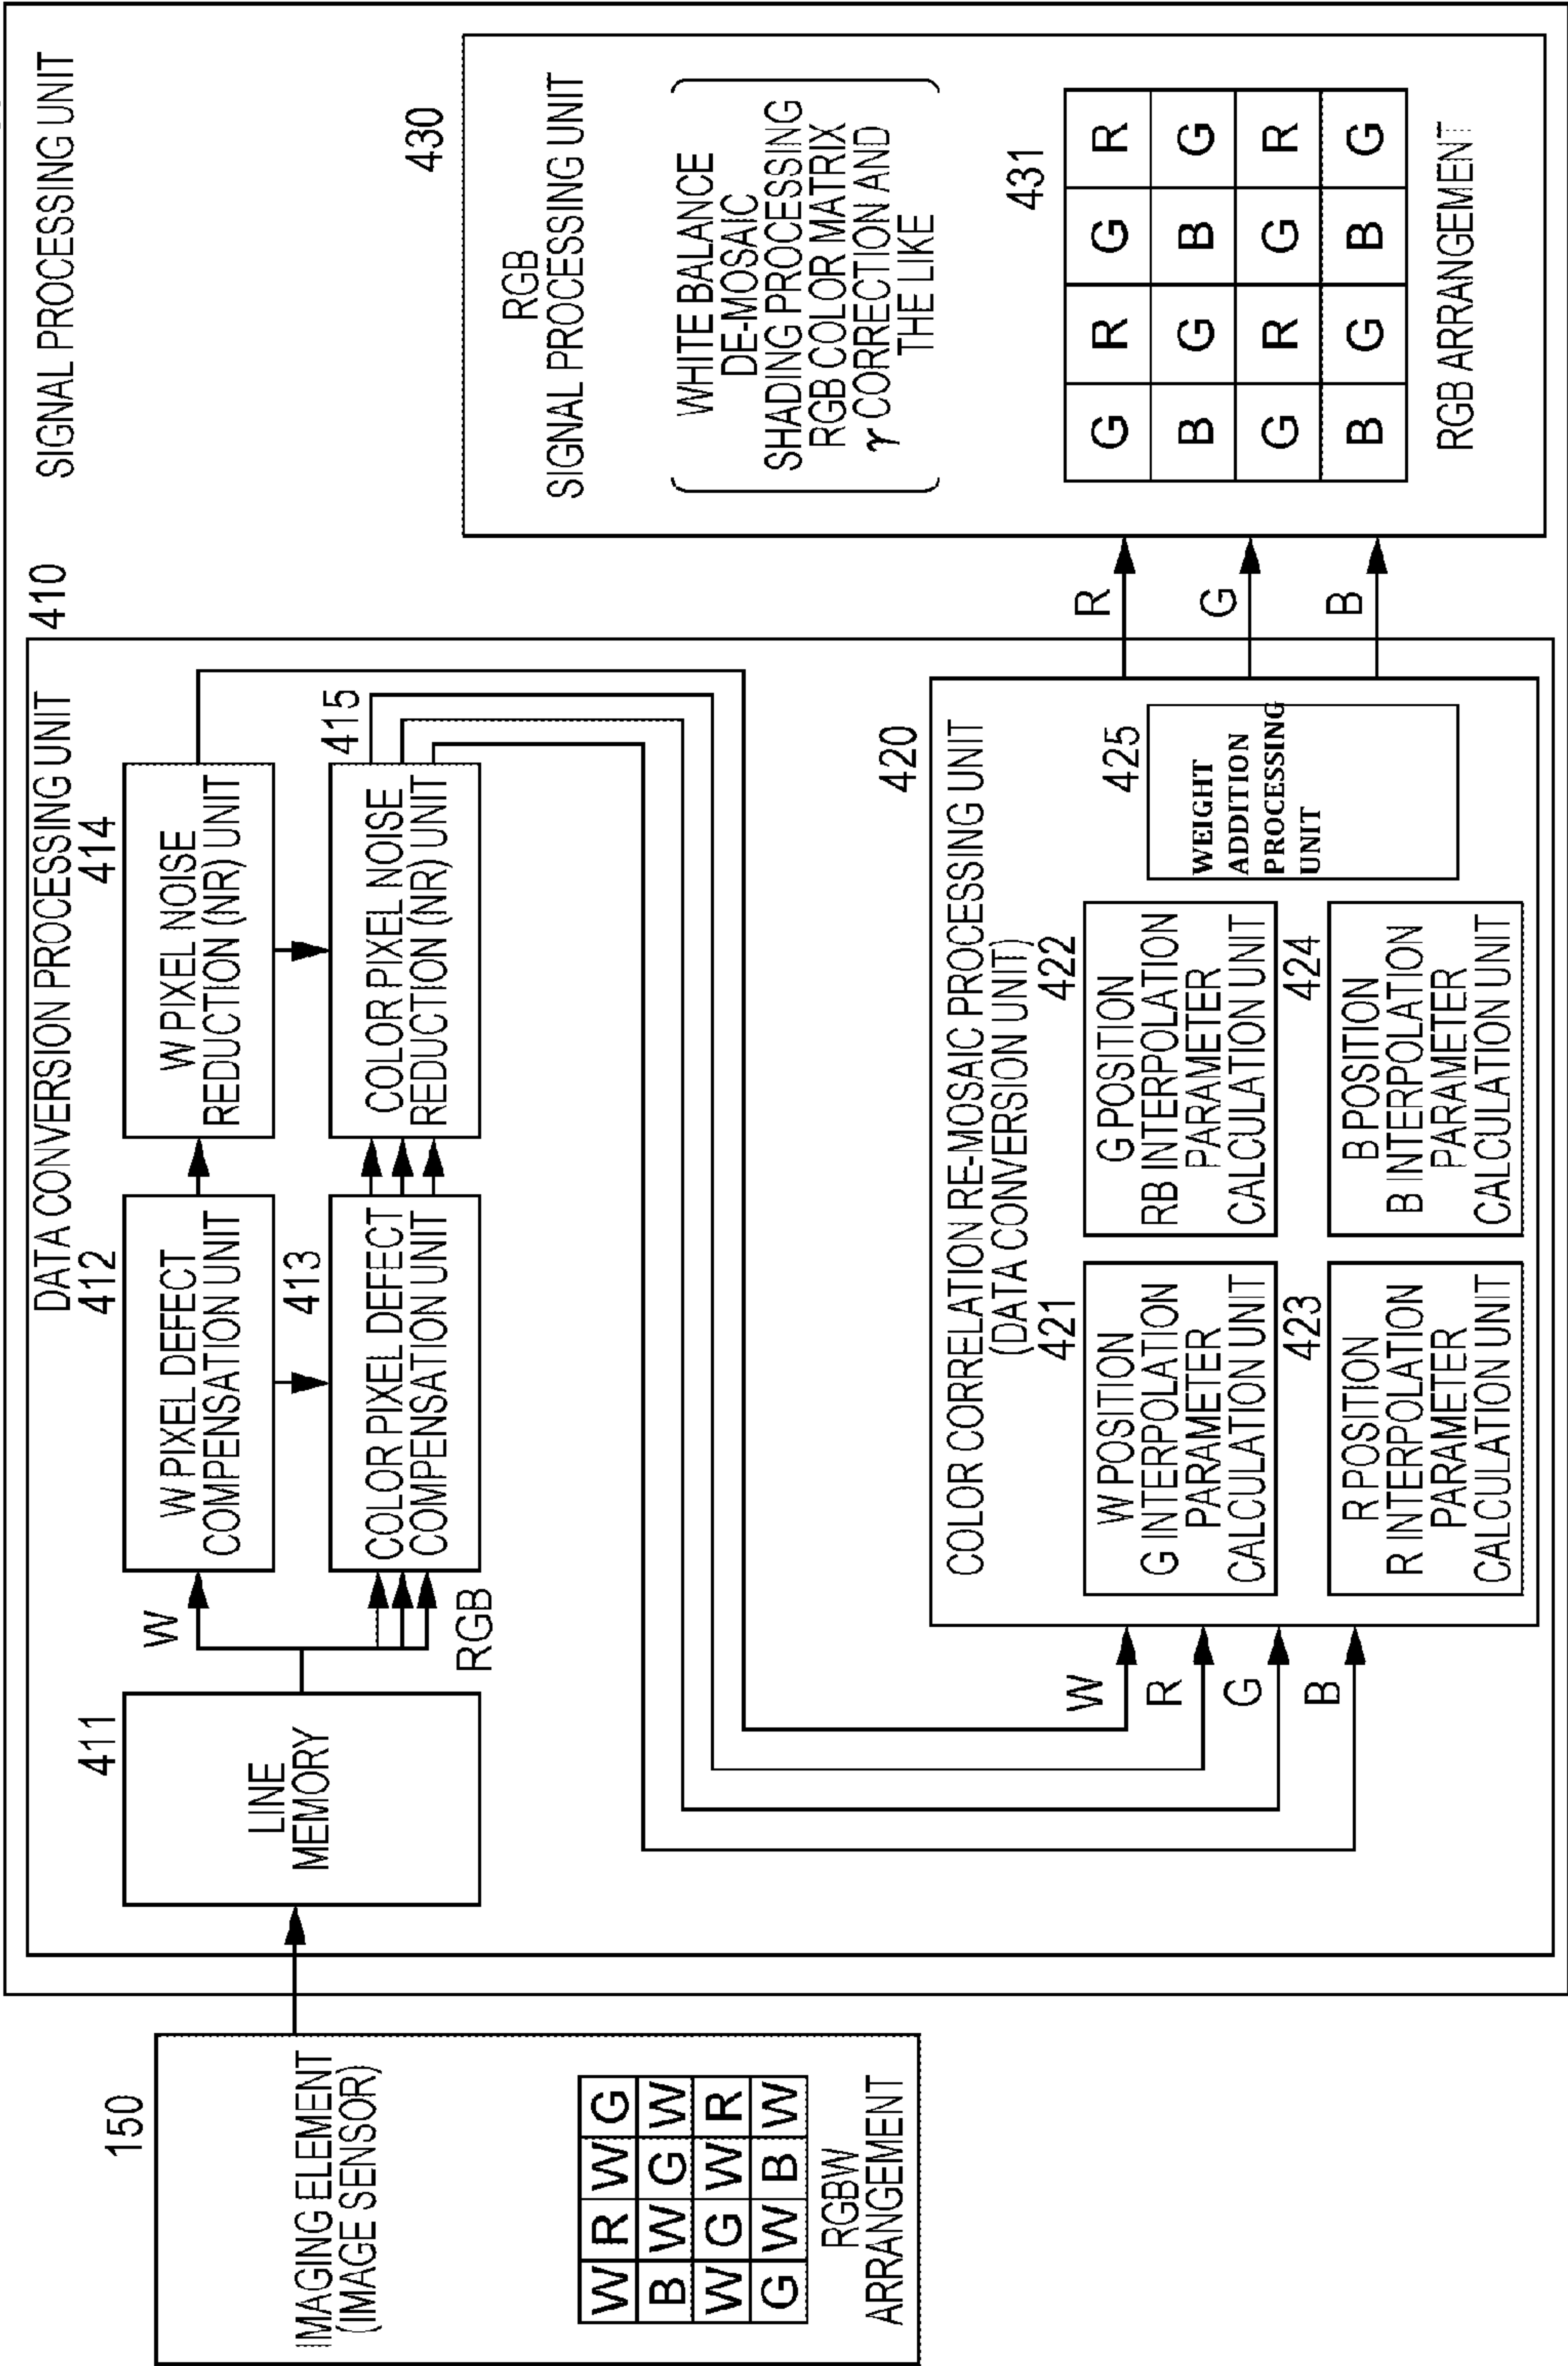 SIGNAL PROCESSING UNIT
150
IMAGING ELEMENT
(IMAGE SENSOR)
W R W G
B W G W
W G W R
G W B W
RGBW
ARRANGEMENT
410
DATA CONVERSION PROCESSING UNIT
411
LINE
MEMORY
W
RGB
412
W PIXEL DEFECT
COMPENSATION UNIT
413
COLOR PIXEL DEFECT
COMPENSATION UNIT
414
W PIXEL NOISE
REDUCTION (NR) UNIT
415
COLOR PIXEL NOISE
REDUCTION (NR) UNIT
W
R
G
B
420
COLOR CORRELATION RE-MOSAIC PROCESSING UNIT
(DATA CONVERSION UNIT)
421
W POSITION
G INTERPOLATION
PARAMETER
CALCULATION UNIT
422
G POSITION
RB INTERPOLATION
PARAMETER
CALCULATION UNIT
423
R POSITION
R INTERPOLATION
PARAMETER
CALCULATION UNIT
424
B POSITION
B INTERPOLATION
PARAMETER
CALCULATION UNIT
425
WEIGHT
ADDITION
PROCESSING
UNIT
R
G
B
430
RGB
SIGNAL PROCESSING UNIT
WHITE BALANCE
DE-MOSAIC
SHADING PROCESSING
RGB COLOR MATRIX
γ CORRECTION AND
THE LIKE
431
G R G R
B G B G
G R G R
B G B G
RGB ARRANGEMENT